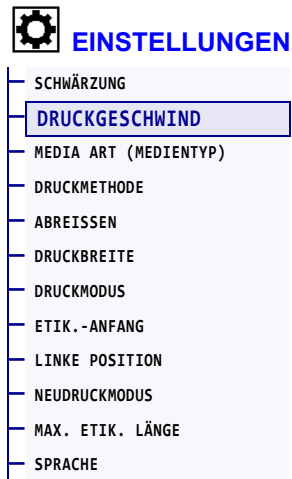 EINSTELLUNGEN
SCHWÄRZUNG
DRUCKGESCHWIND
MEDIA ART (MEDIENTYP)
DRUCKMETHODE
ABREISSEN
DRUCKBREITE
DRUCKMODUS
ETIK.-ANFANG
LINKE POSITION
NEUDRUCKMODUS
MAX. ETIK. LÄNGE
SPRACHE